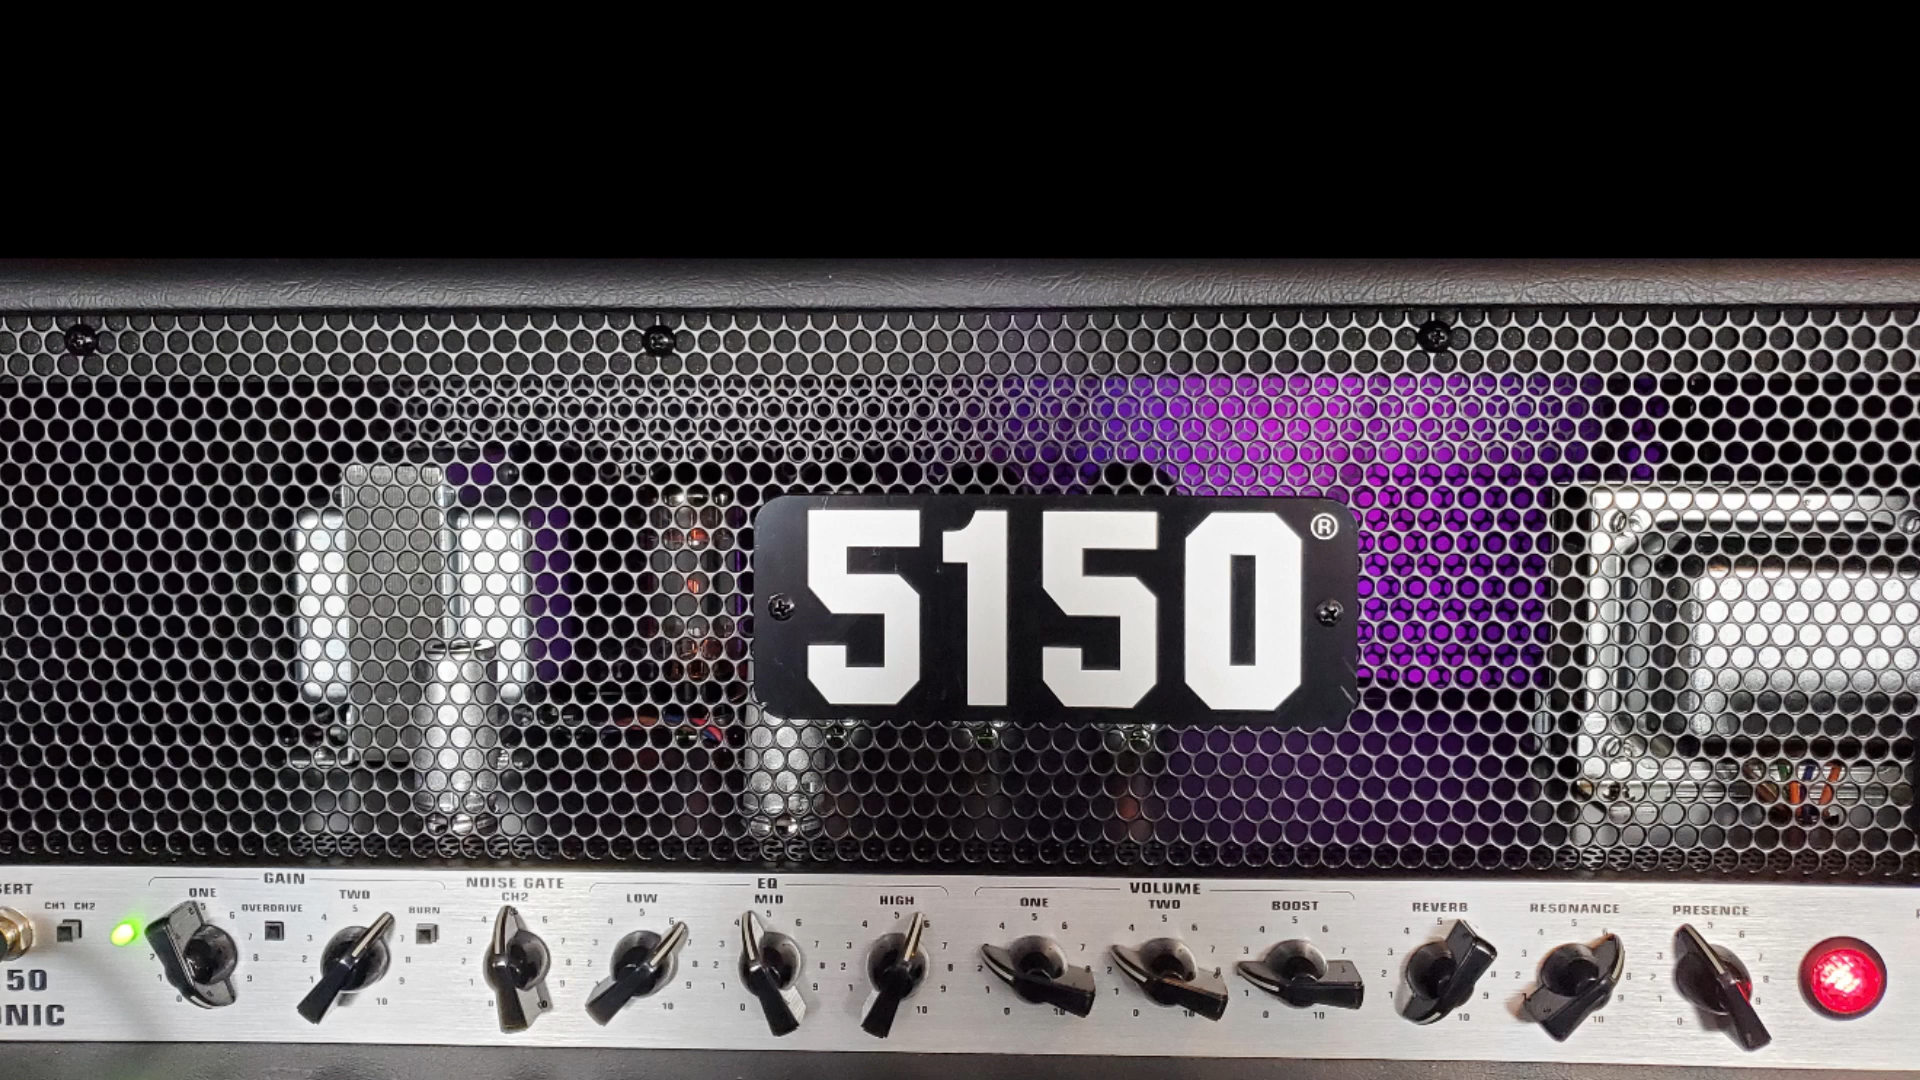 5150®
GAIN
NOISE GATE
EQ
VOLUME
SERT
ONE
TWO
CH2
LOW
MID
HIGH
ONE
TWO
BOOST
REVERB
RESONANCE
PRESENCE
CH1 CH2
OVERDRIVE
BURN
50
ONIC